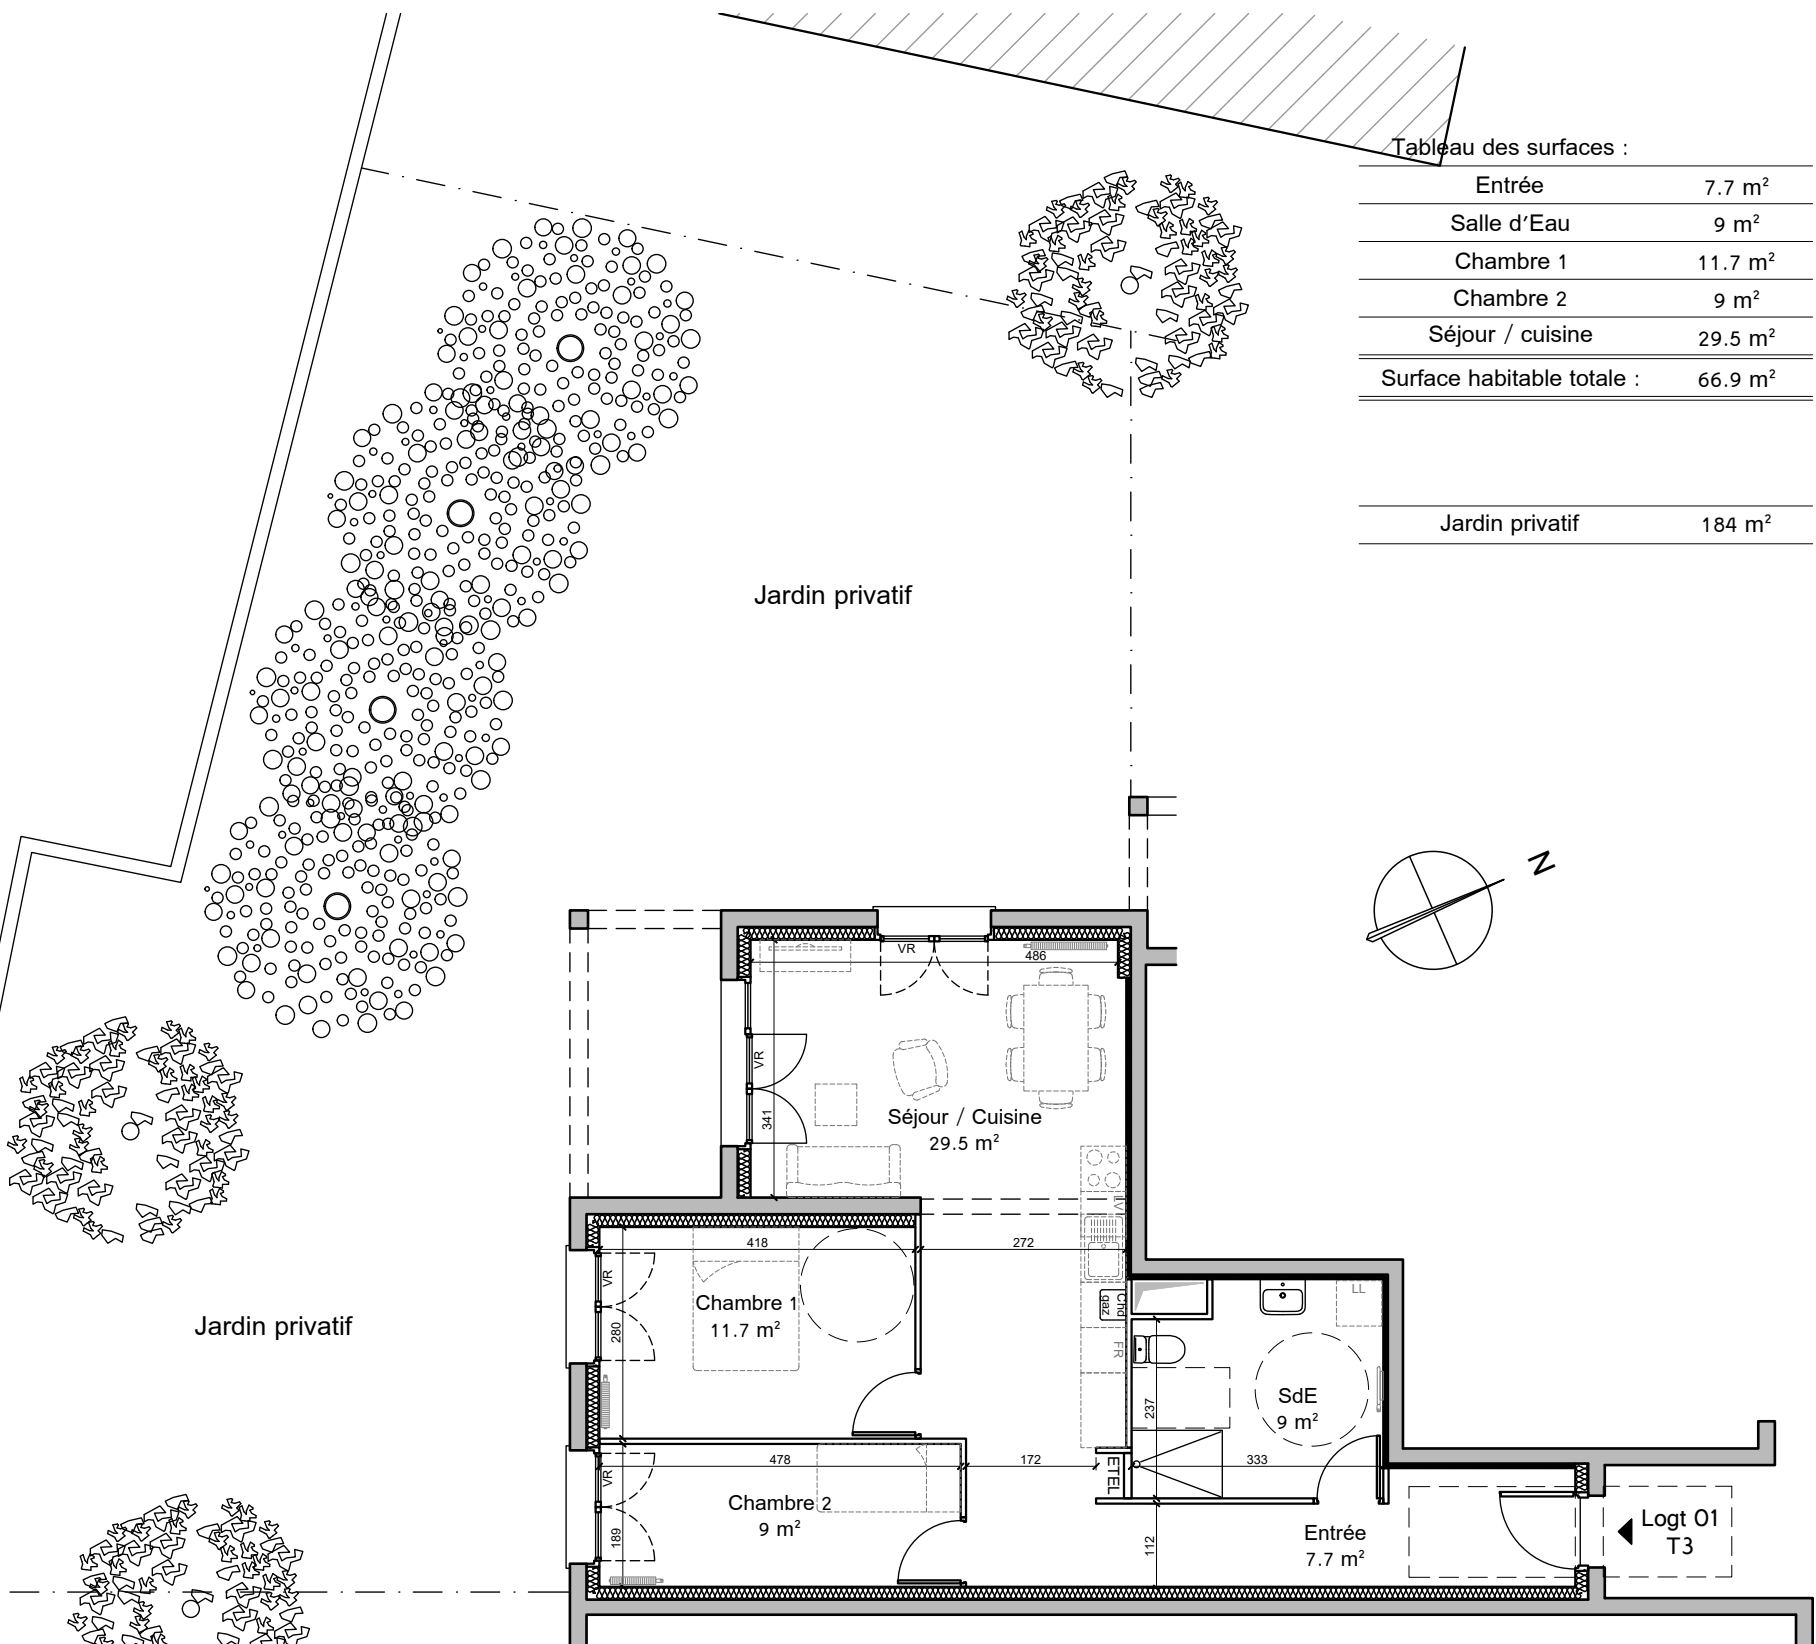 Tableau des surfaces :
Entrée 7.7 m²
Salle d'Eau 9 m²
Chambre 1 11.7 m²
Chambre 2 9 m²
Séjour / cuisine 29.5 m²
Surface habitable totale : 66.9 m²
Jardin privatif 184 m²
Jardin privatif
N
VR
486
VR
341
Séjour / Cuisine
29.5 m²
LV
418
272
VR
Chambre 1
11.7 m²
280
Chd
gaz
FR
LL
SdE
9 m²
237
333
ETEL
172
478
VR
Chambre 2
9 m²
189
112
Entrée
7.7 m²
Logt 01
T3
Jardin privatif